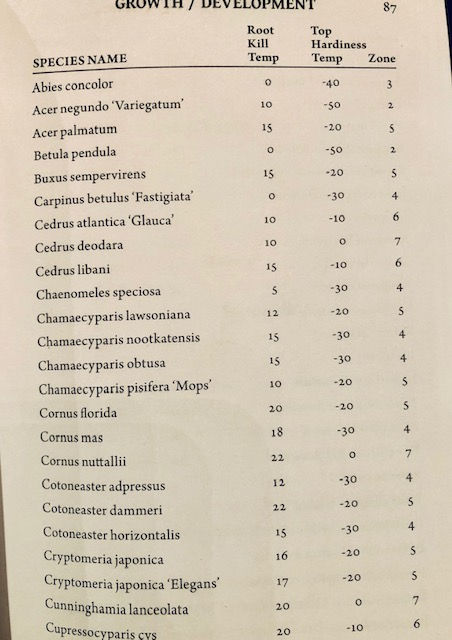 GROWTH / DEVELOPMENT 87
Root Top
Kill Hardiness
SPECIES NAME Temp Temp Zone
Abies concolor 0 -40 3
Acer negundo ‘Variegatum’ 10 -50 2
Acer palmatum 15 -20 5
Betula pendula 0 -50 2
Buxus sempervirens 15 -20 5
Carpinus betulus ‘Fastigiata’ 0 -30 4
Cedrus atlantica ‘Glauca’ 10 -10 6
Cedrus deodara 10 0 7
Cedrus libani 15 -10 6
Chaenomeles speciosa 5 -30 4
Chamaecyparis lawsoniana 12 -20 5
Chamaecyparis nootkatensis 15 -30 4
Chamaecyparis obtusa 15 -30 4
Chamaecyparis pisifera ‘Mops’ 10 -20 5
Cornus florida 20 -20 5
Cornus mas 18 -30 4
Cornus nuttallii 22 0 7
Cotoneaster adpressus 12 -30 4
Cotoneaster dammeri 22 -20 5
Cotoneaster horizontalis 15 -30 4
Cryptomeria japonica 16 -20 5
Cryptomeria japonica ‘Elegans’ 17 -20 5
Cunninghamia lanceolata 20 0 7
Cupressocyparis cvs 20 -10 6